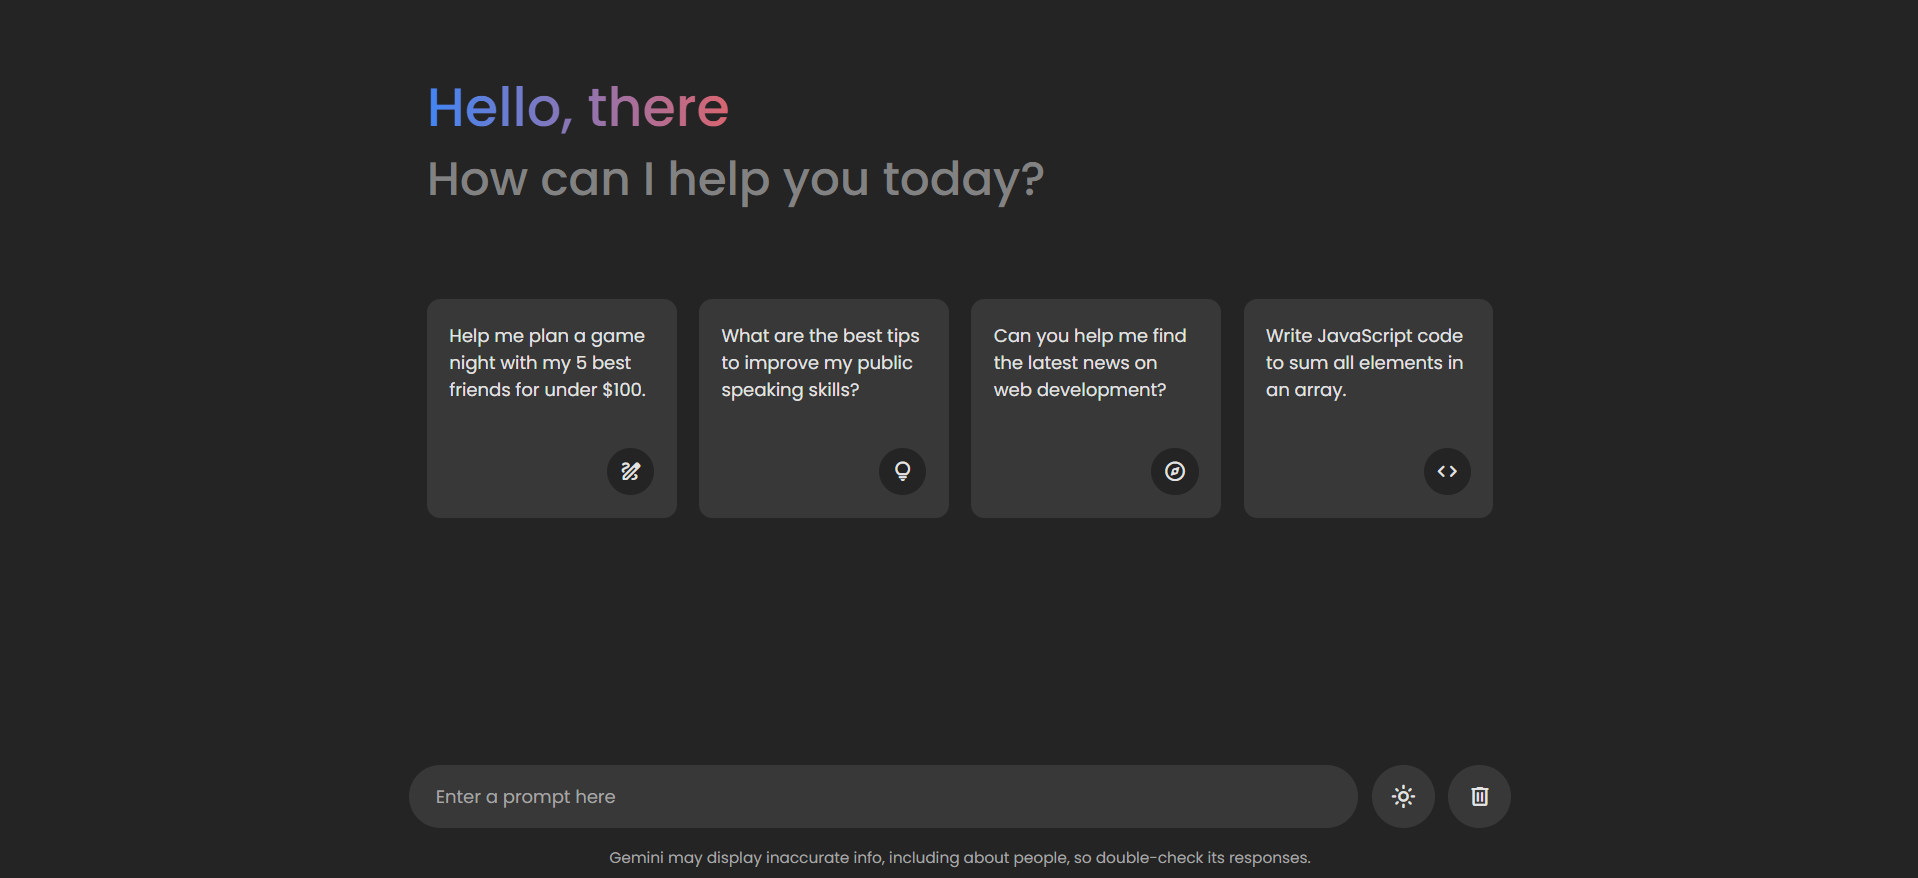 Hello, there
How can I help you today?
Help me plan a game
night with my 5 best
friends for under $100.
What are the best tips
to improve my public
speaking skills?
Can you help me find
the latest news on
web development?
Write JavaScript code
to sum all elements in
an array.
Enter a prompt here
Gemini may display inaccurate info, including about people, so double-check its responses.